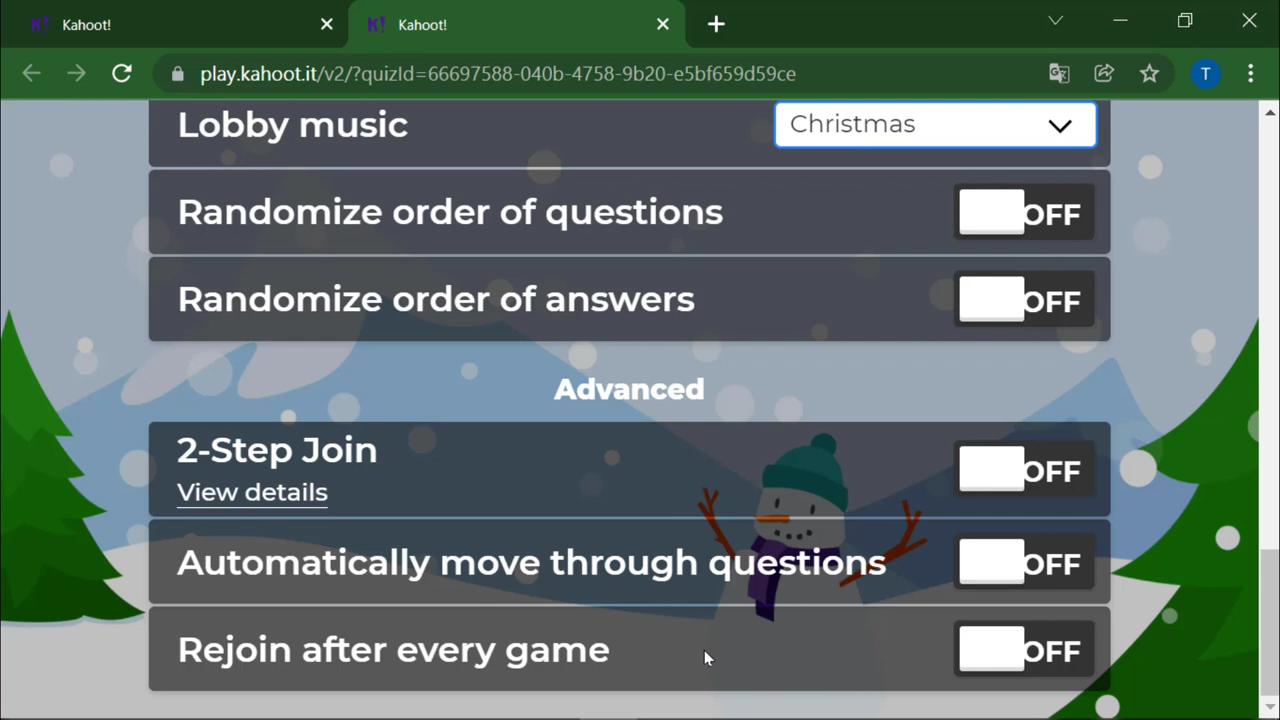 Kahoot!
Kahoot!
play.kahoot.it/v2/?quizId=66697588-040b-4758-9b20-e5bf659d59ce
T
Lobby music
Christmas
Randomize order of questions
OFF
Randomize order of answers
OFF
Advanced
2-Step Join
View details
OFF
Automatically move through questions
OFF
Rejoin after every game
OFF